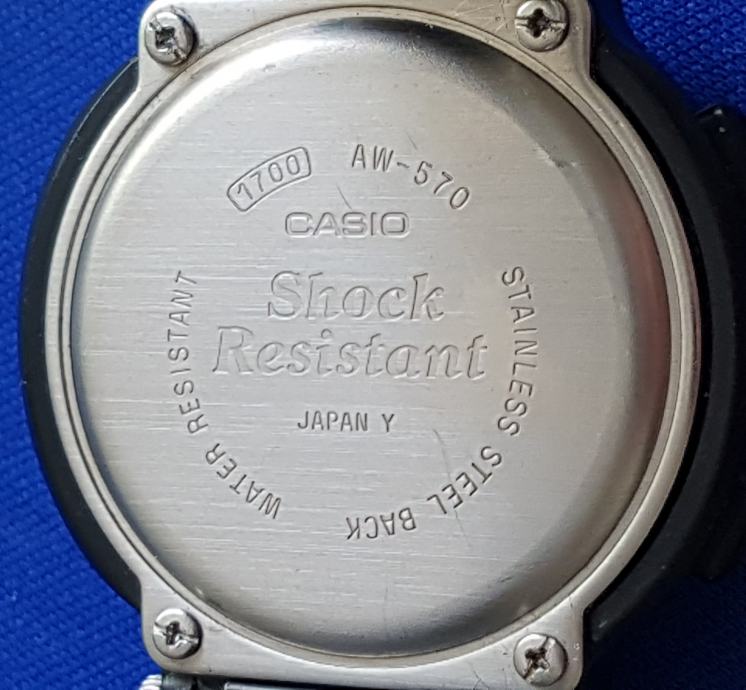 1700 AW-570
CASIO
Shock
Resistant
JAPAN Y
WATER RESISTANT
STAINLESS STEEL BACK